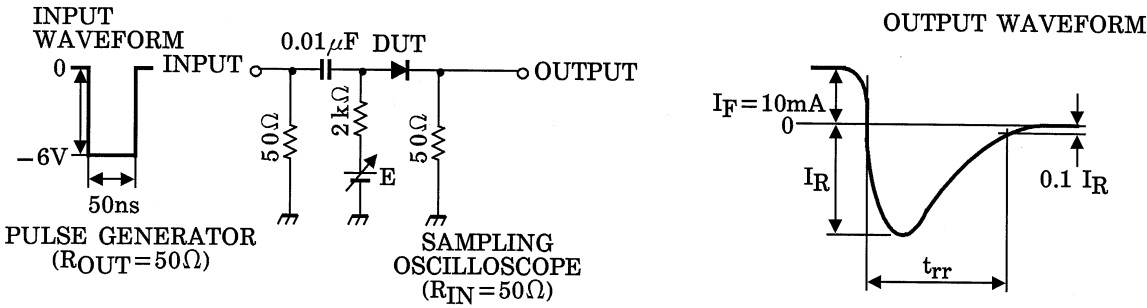 INPUT
WAVEFORM
0
−6V
50ns
PULSE GENERATOR
(ROUT=50Ω)
INPUT
0.01μF
DUT
OUTPUT
50Ω
2kΩ
E
50Ω
SAMPLING
OSCILLOSCOPE
(RIN=50Ω)
OUTPUT WAVEFORM
IF=10mA
0
IR
0.1 IR
trr